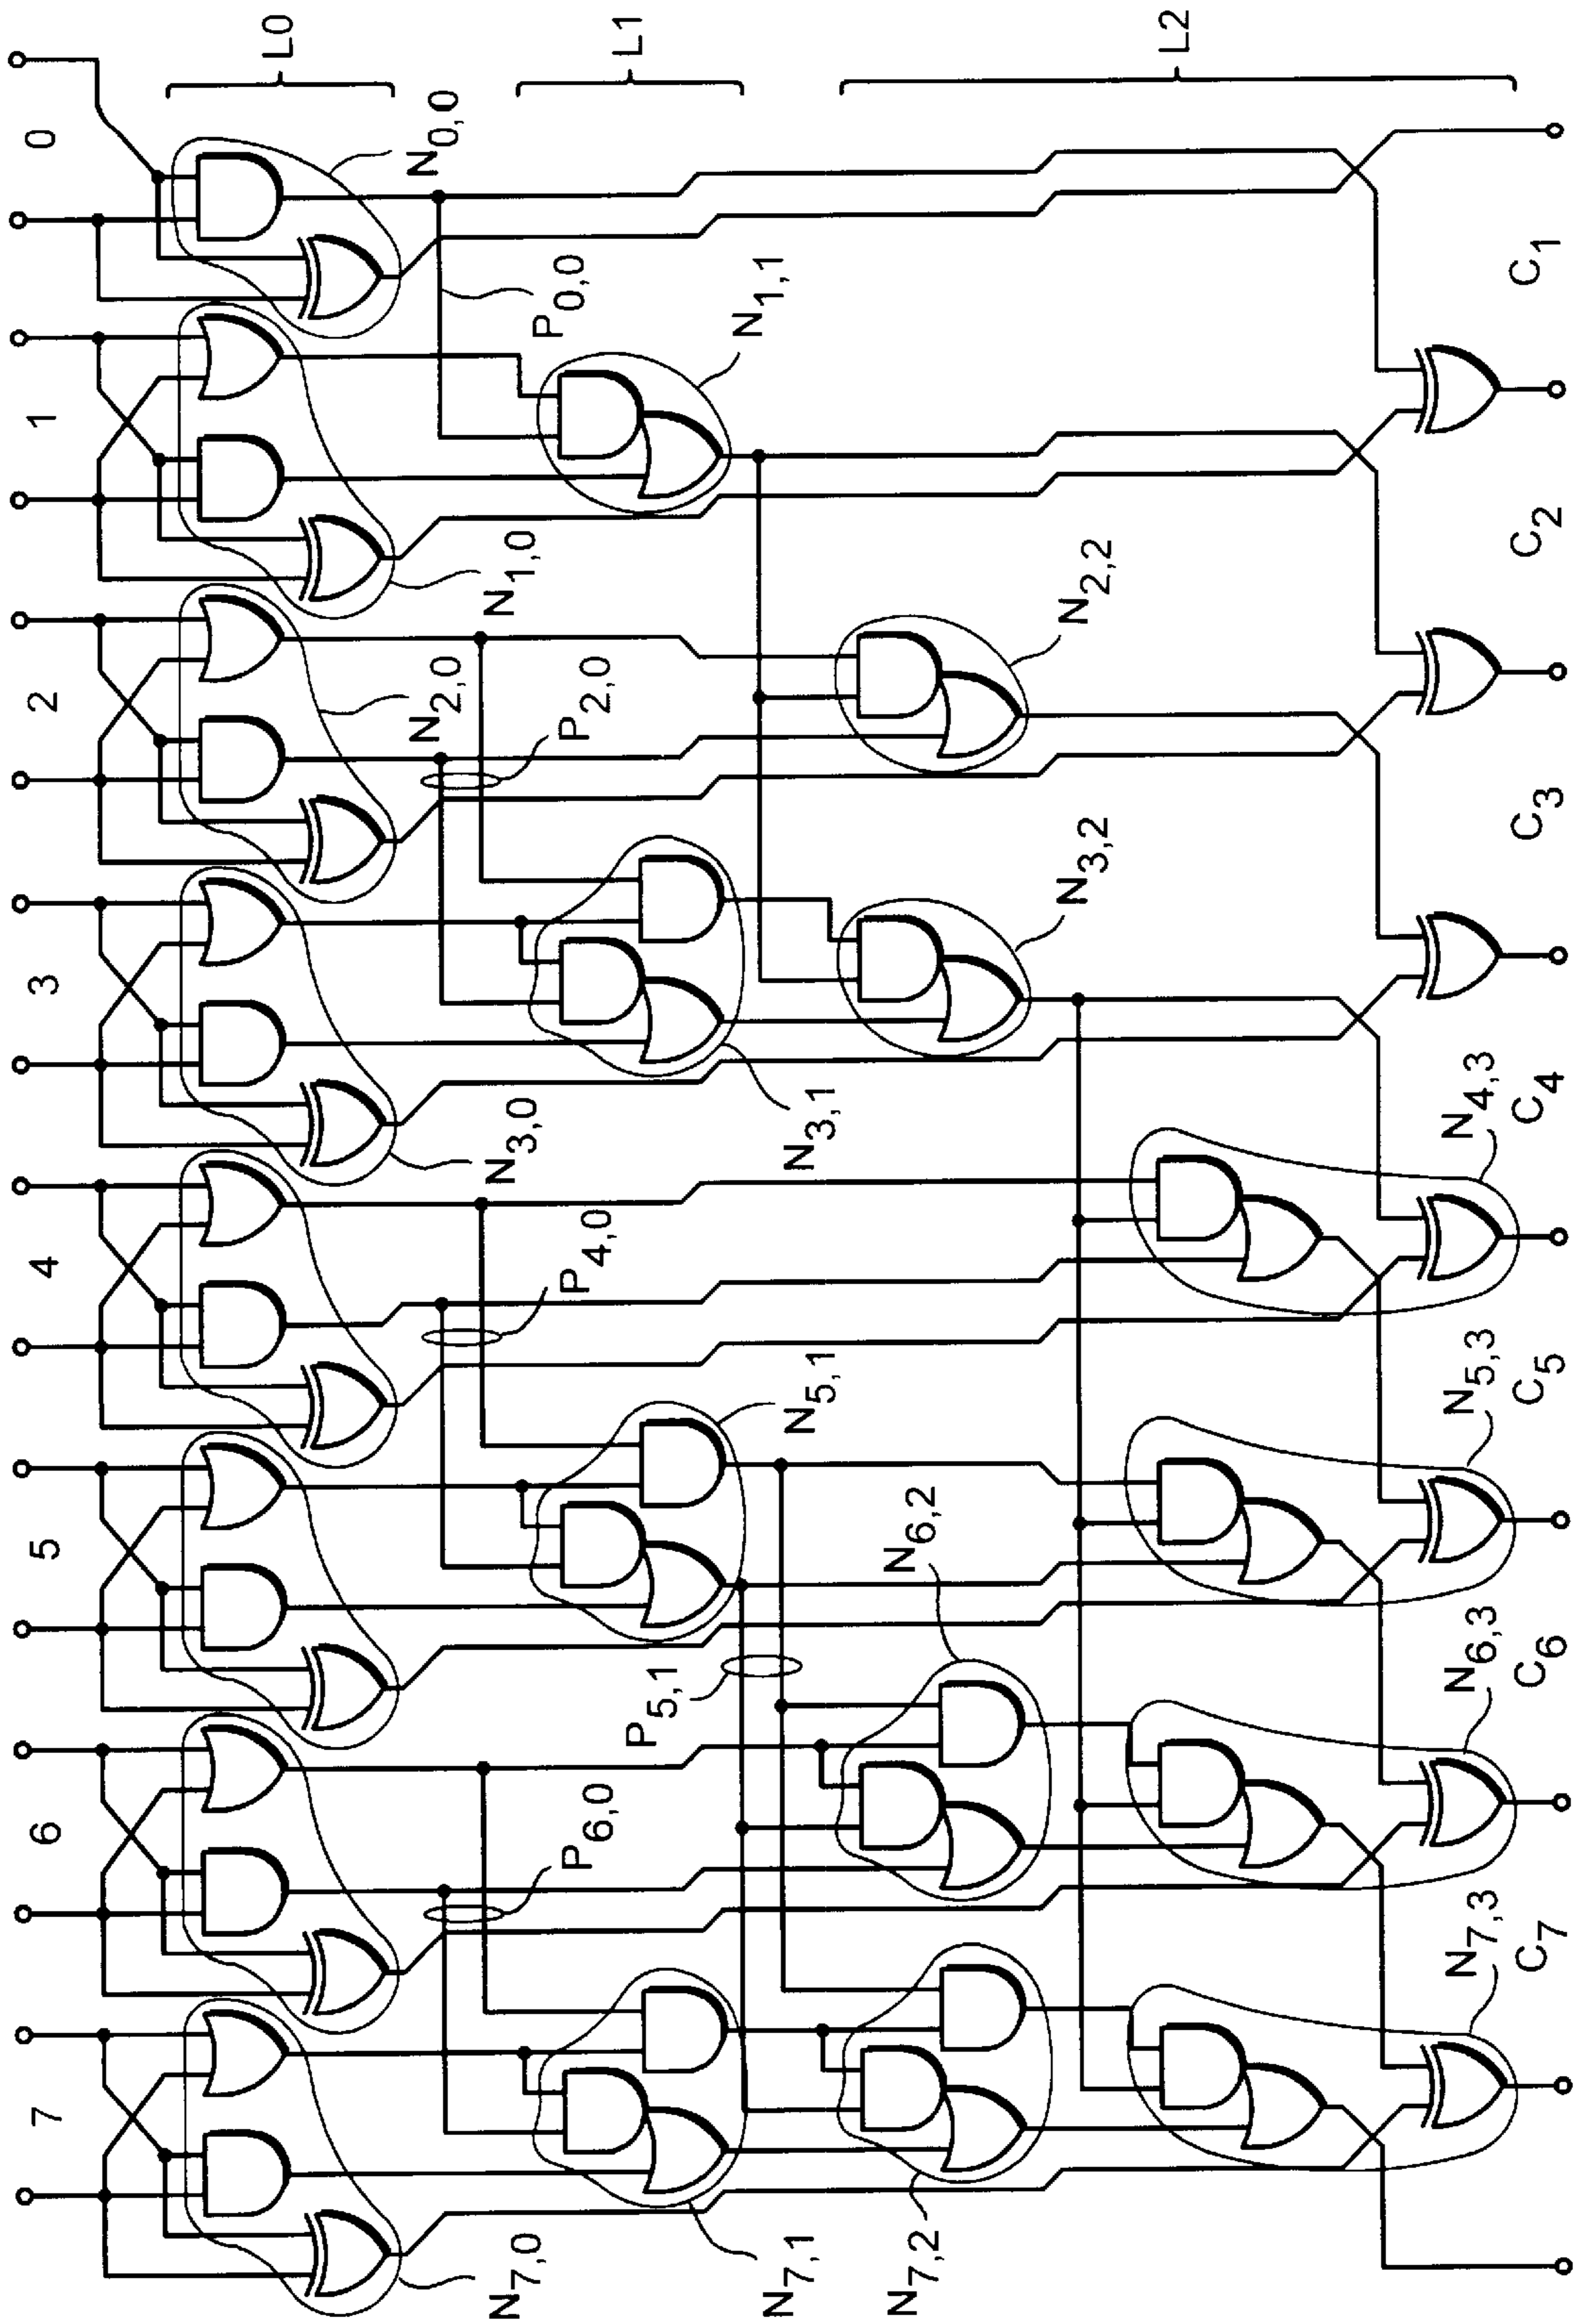 0
1
2
3
4
5
6
7
L0
L1
L2
N0,0
P0,0
N1,1
N1,0
N2,0
P2,0
N2,2
N3,2
N3,0
N3,1
P4,0
N5,1
N4,3
N5,3
N6,2
P5,1
P6,0
N6,3
N7,3
N7,0
N7,1
N7,2
C1
C2
C3
C4
C5
C6
C7